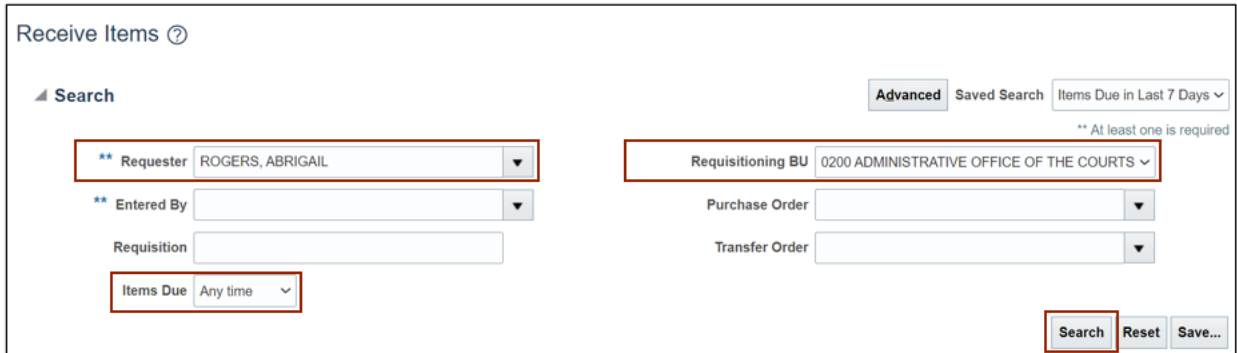 Receive Items ?
Search
Advanced Saved Search Items Due in Last 7 Days
** At least one is required
** Requester ROGERS, ABRIGAIL
Requisitioning BU 0200 ADMINISTRATIVE OFFICE OF THE COURTS
** Entered By
Purchase Order
Requisition
Transfer Order
Items Due Any time
Search Reset Save...